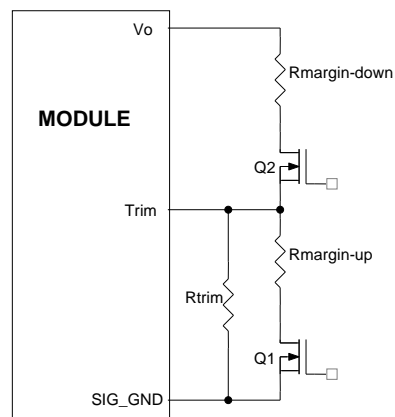 Vo
Rmargin-down
MODULE
Q2
Trim
Rmargin-up
Rtrim
Q1
SIG_GND